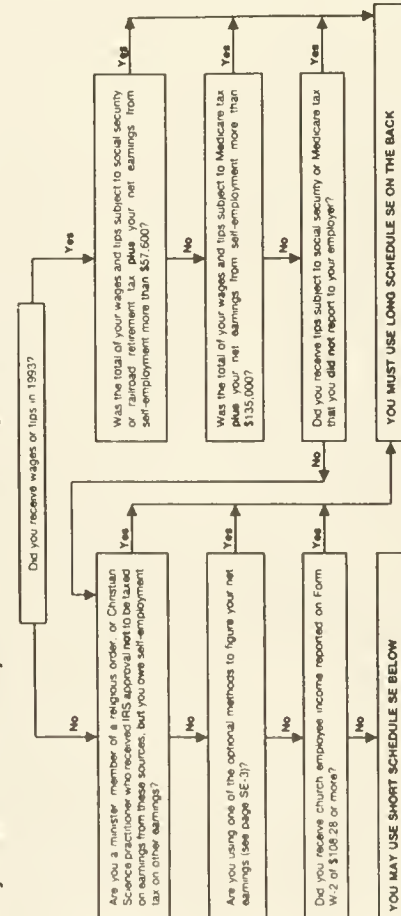 Did you receive wages or tips in 1993?
No
Yes
Are you a minister member of a religious order, or Christian
Science practitioner who received IRS approval not to be taxed
on earnings from these sources, but you owe self-employment
tax on other earnings?
Yes
No
Are you using one of the optional methods to figure your net
earnings (see page SE-3)?
Yes
No
Did you receive church employee income reported on Form
W-2 of $108.28 or more?
Yes
No
YOU MAY USE SHORT SCHEDULE SE BELOW
Was the total of your wages and tips subject to social security
or railroad retirement tax plus your net earnings from
self-employment more than $57,600?
Yes
No
Was the total of your wages and tips subject to Medicare tax
plus your net earnings from self-employment more than
$135,000?
Yes
No
Did you receive tips subject to social security or Medicare tax
that you did not report to your employer?
Yes
No
YOU MUST USE LONG SCHEDULE SE ON THE BACK